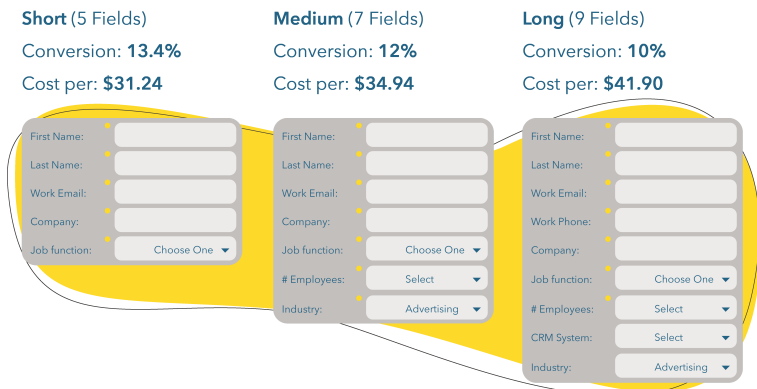 Short (5 Fields)
Conversion: 13.4%
Cost per: $31.24
First Name:
Last Name:
Work Email:
Company:
Job function: Choose One
Medium (7 Fields)
Conversion: 12%
Cost per: $34.94
First Name:
Last Name:
Work Email:
Company:
Job function: Choose One
# Employees: Select
Industry: Advertising
Long (9 Fields)
Conversion: 10%
Cost per: $41.90
First Name:
Last Name:
Work Email:
Work Phone:
Company:
Job function: Choose One
# Employees: Select
CRM System: Select
Industry: Advertising